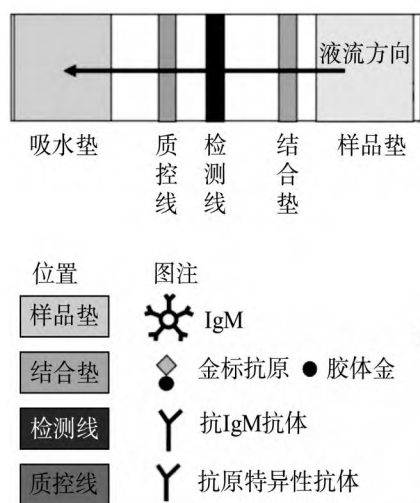 液流方向
吸水垫 质控线 检测线 结合垫 样品垫
位置 图注
样品垫 IgM
结合垫 金标抗原 胶体金
检测线 抗IgM抗体
质控线 抗原特异性抗体